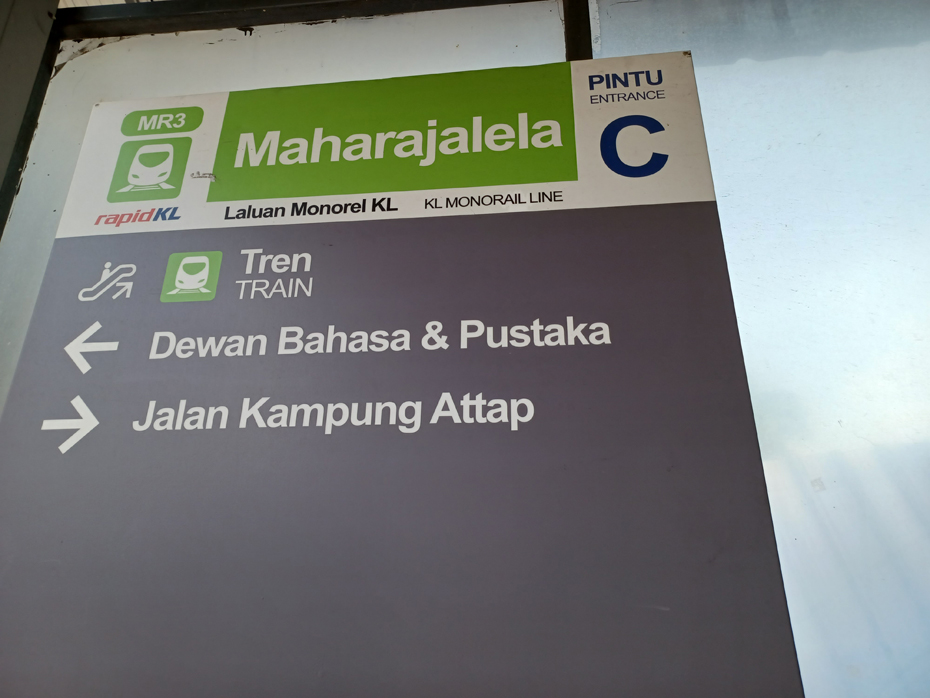 MR3
rapidKL
Maharajalela
Laluan Monorel KL KL MONORAIL LINE
PINTU
ENTRANCE
C
Tren
TRAIN
Dewan Bahasa & Pustaka
Jalan Kampung Attap